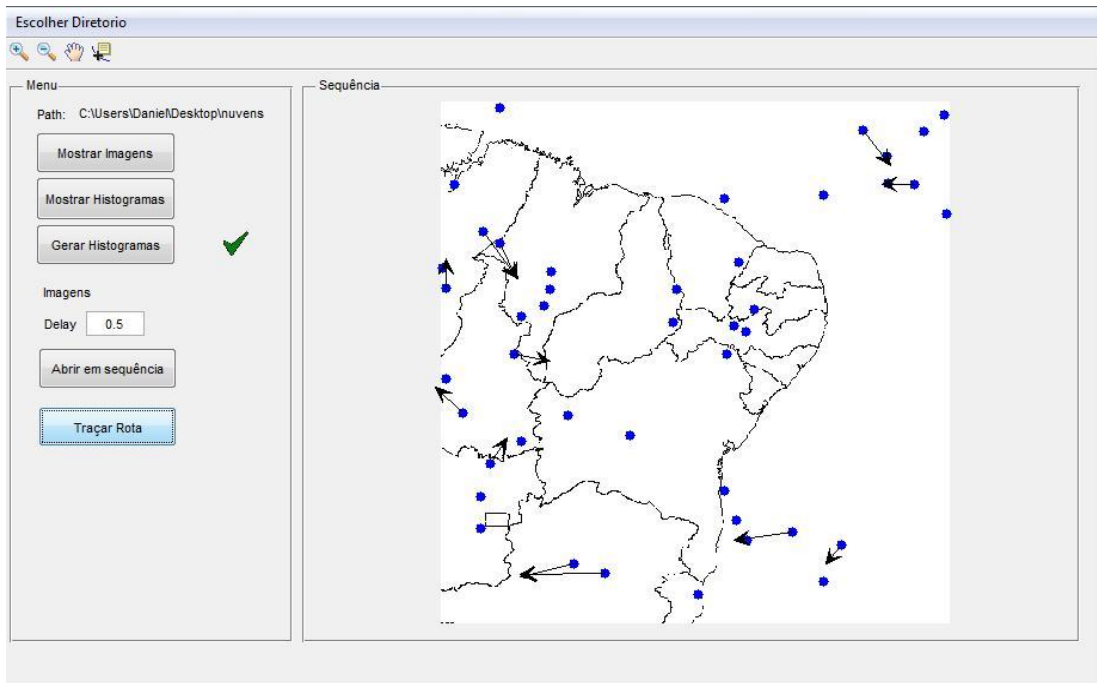 Escolher Diretorio
Menu
Path: C:\Users\Daniel\Desktop\nuvens
Mostrar Imagens
Mostrar Histogramas
Gerar Histogramas
Imagens
Delay 0.5
Abrir em sequência
Traçar Rota
Sequência